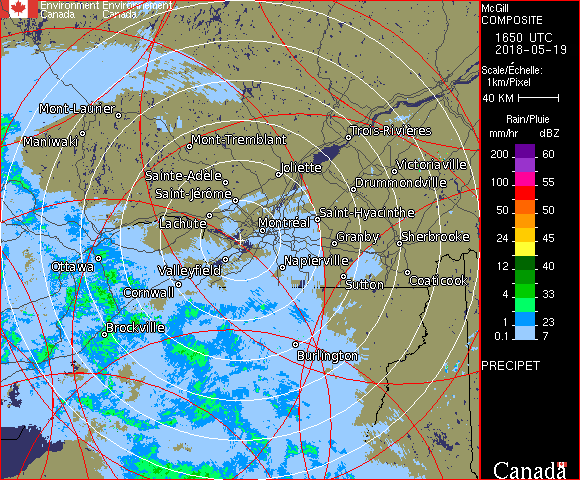 Environment Environnement
Canada Canada
McGill
COMPOSITE
1650 UTC
2018-05-19
Scale/Échelle:
1km/Pixel
40 KM
Rain/Pluie
mm/hr dBZ
200 60
100 55
50 50
24 45
12 40
4 33
1 23
0.1 7
PRECIPET
Canada
Mont-Laurier
Maniwaki
Mont-Tremblant
Trois-Rivières
Joliette
Victoriaville
Sainte-Adèle
Drummondville
Saint-Jérôme
Lachute
Saint-Hyacinthe
Montréal
Granby
Sherbrooke
Ottawa
Valleyfield
Napierville
Sutton
Coaticook
Cornwall
Brockville
Burlington